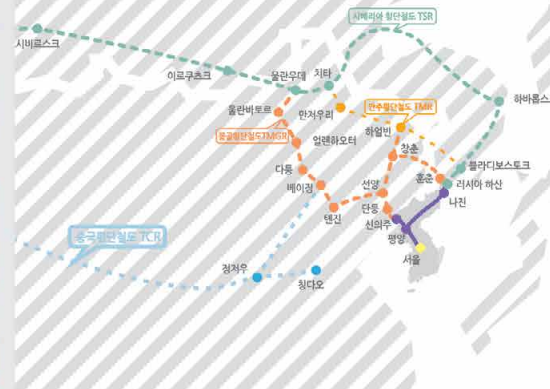 시베리아 횡단철도 TSR
시비르스크
이르쿠츠크
울란우데
치타
하바롭스
울란바토르
만저우리
만주횡단철도 TMR
몽골횡단철도TMGR
얼렌하오터
하얼빈
창춘
블라디보스토크
다퉁
베이징
선양
훈춘
러시아 하산
나진
톈진
단둥
신의주
평양
서울
중국횡단철도 TCR
정저우
칭다오